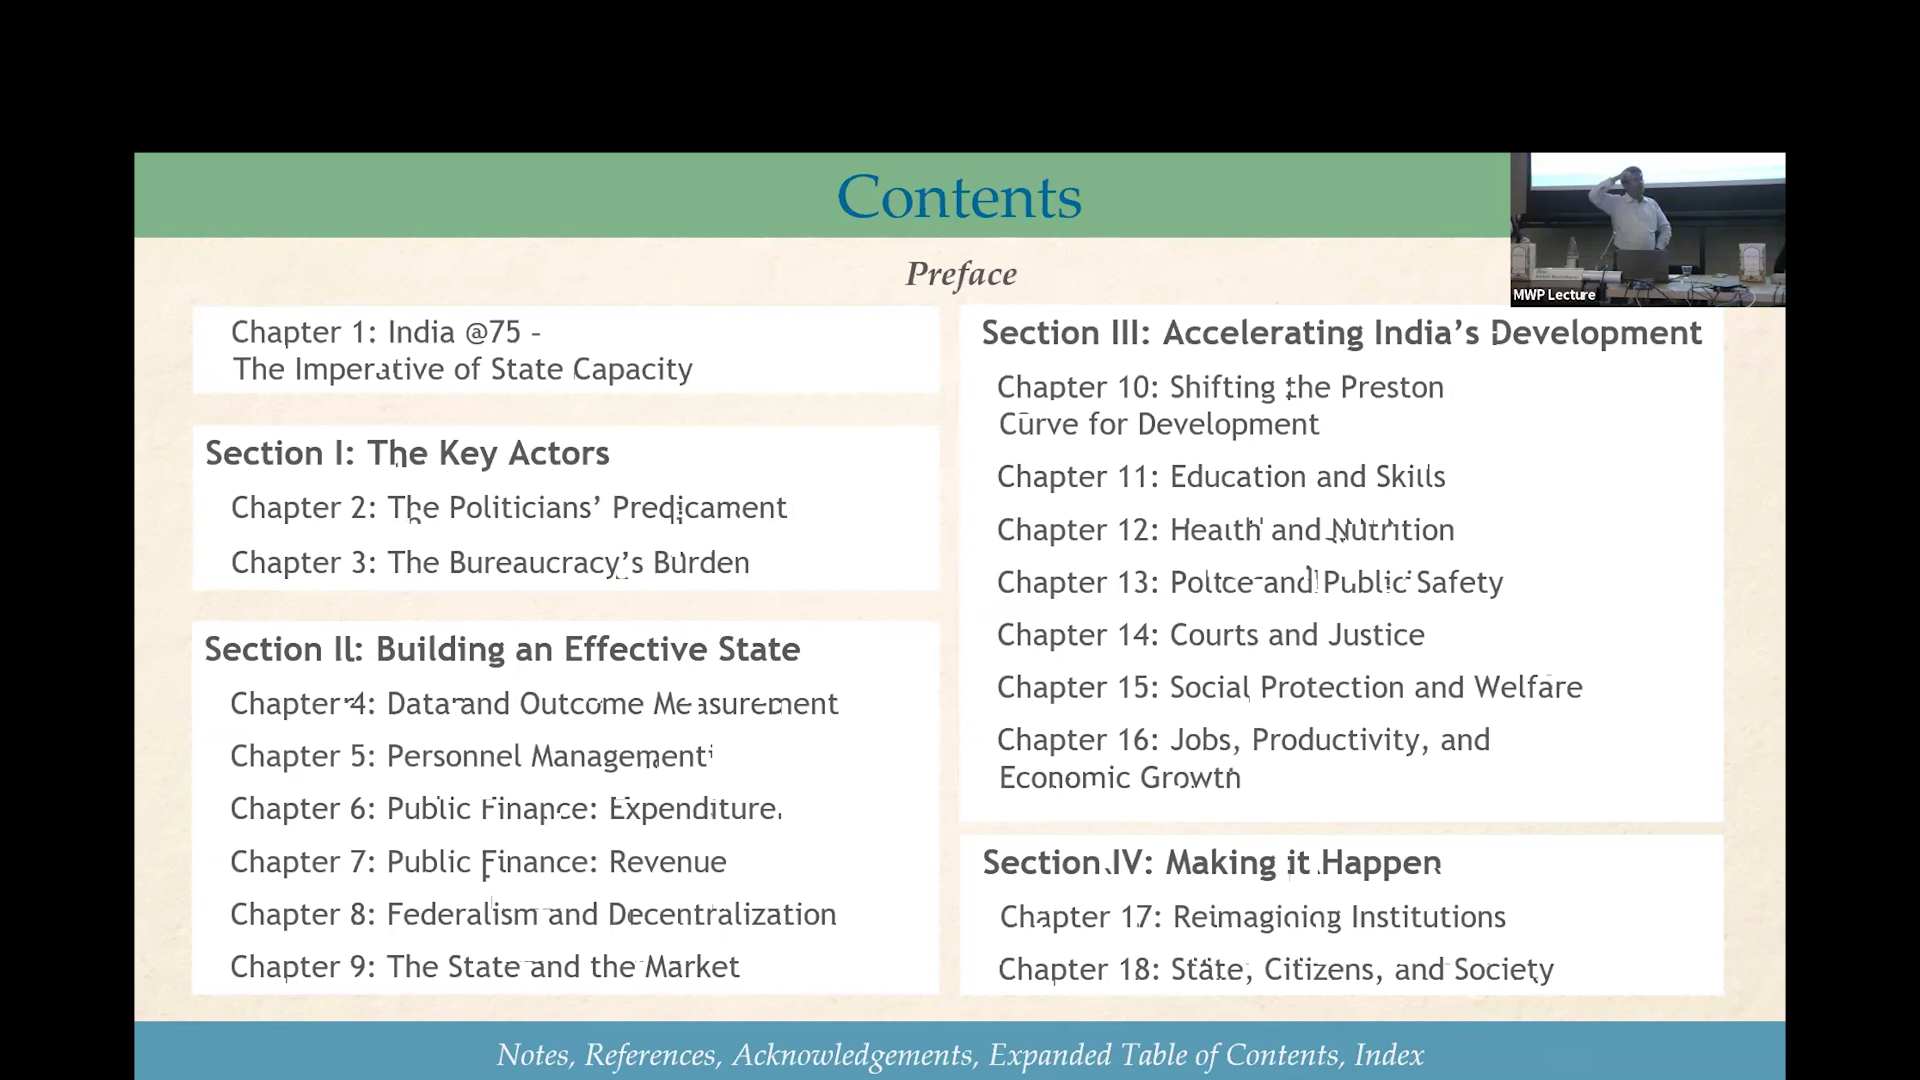 Contents
Preface
Chapter 1: India @75 –
The Imperative of State Capacity
Section I: The Key Actors
Chapter 2: The Politicians’ Predicament
Chapter 3: The Bureaucracy’s Burden
Section II: Building an Effective State
Chapter 4: Data and Outcome Measurement
Chapter 5: Personnel Management
Chapter 6: Public Finance: Expenditure
Chapter 7: Public Finance: Revenue
Chapter 8: Federalism and Decentralization
Chapter 9: The State and the Market
Section III: Accelerating India’s Development
Chapter 10: Shifting the Preston
Curve for Development
Chapter 11: Education and Skills
Chapter 12: Health and Nutrition
Chapter 13: Police and Public Safety
Chapter 14: Courts and Justice
Chapter 15: Social Protection and Welfare
Chapter 16: Jobs, Productivity, and
Economic Growth
Section IV: Making it Happen
Chapter 17: Reimagining Institutions
Chapter 18: State, Citizens, and Society
Notes, References, Acknowledgements, Expanded Table of Contents, Index
MWP Lecture